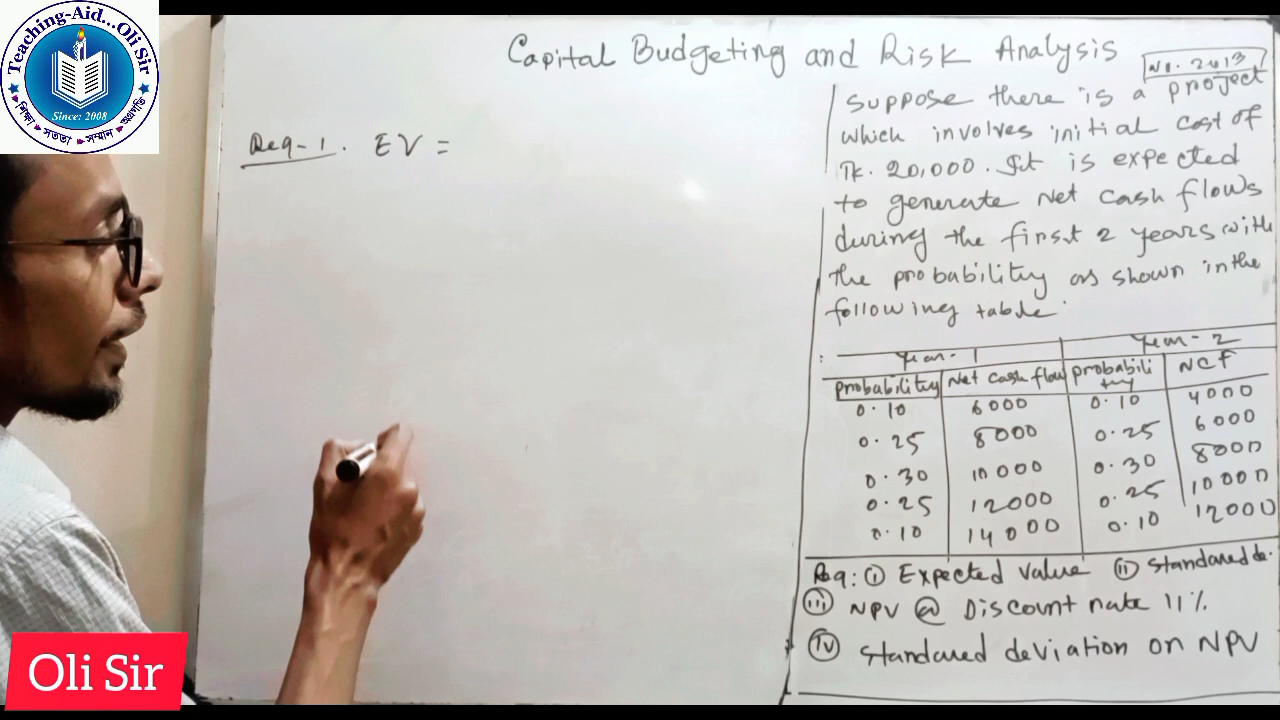 Teaching-Aid...Oli Sir
Since: 2008
শিক্ষা ▸ সততা ▸ সম্মান ▸ অগ্রগতি
Capital Budgeting and Risk Analysis
NU. 2013
Req-1. EV =
Suppose there is a project
which involves initial cost of
Tk. 20,000. It is expected
to generate Net cash flows
during the first 2 years with
the probability as shown in the
following table.
Year-1 Year-2
probability Net cash flow probability NCF
0.10 6000 0.10 4000
0.25 8000 0.25 6000
0.30 10000 0.30 8000
0.25 12000 0.25 10000
0.10 14000 0.10 12000
Req: (i) Expected value (ii) Standared de.
(iii) NPV @ Discount rate 11%
(iv) Standared deviation on NPV
Oli Sir